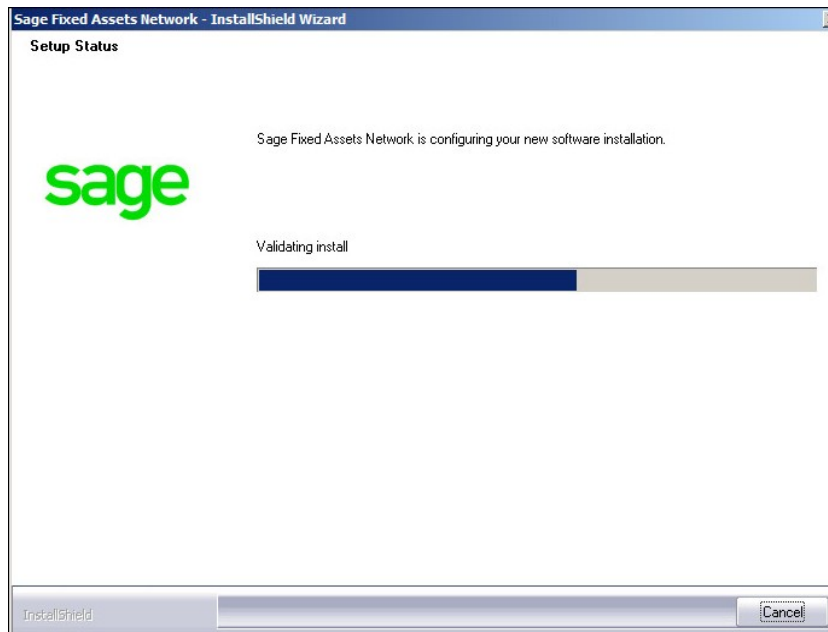 Sage Fixed Assets Network - InstallShield Wizard
Setup Status
Sage Fixed Assets Network is configuring your new software installation.
sage
Validating install
InstallShield
Cancel